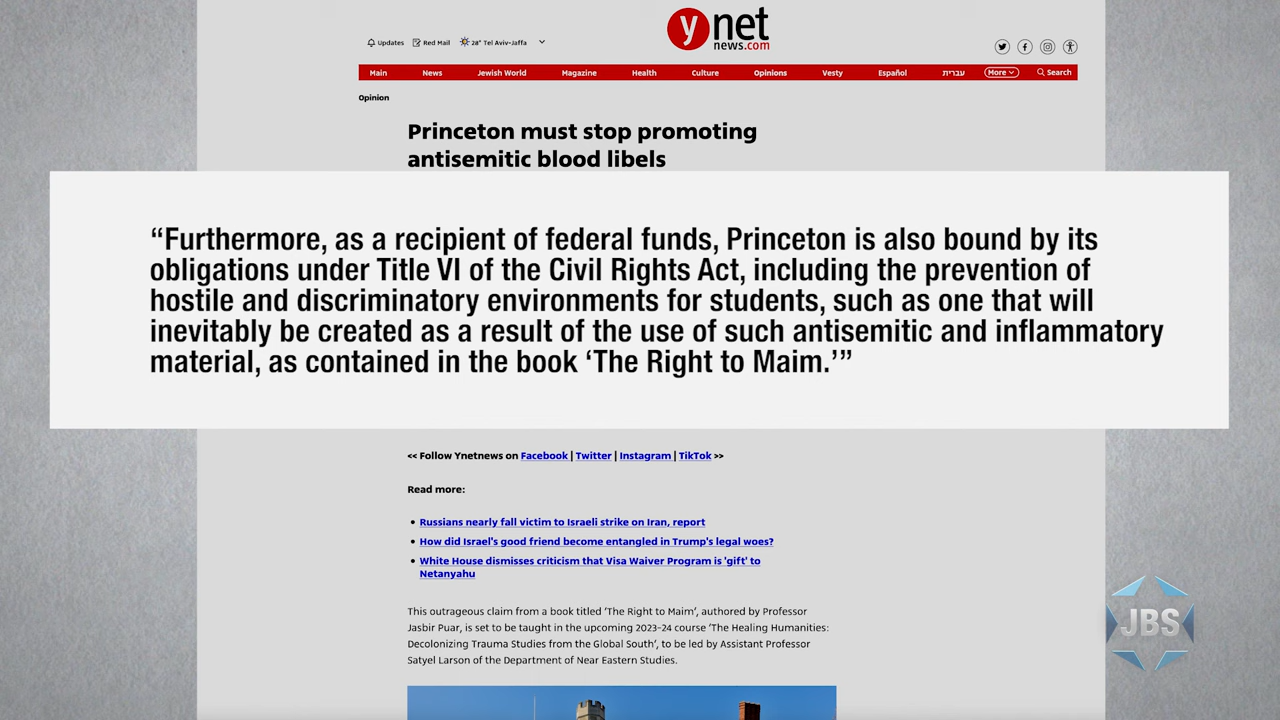 y net
news.com
Updates Red Mail 28° Tel Aviv-Jaffa
Main News Jewish World Magazine Health Culture Opinions Vesty Español עברית More Search
Opinion
Princeton must stop promoting
antisemitic blood libels
“Furthermore, as a recipient of federal funds, Princeton is also bound by its
obligations under Title VI of the Civil Rights Act, including the prevention of
hostile and discriminatory environments for students, such as one that will
inevitably be created as a result of the use of such antisemitic and inflammatory
material, as contained in the book ‘The Right to Maim.’”
<< Follow Ynetnews on Facebook | Twitter | Instagram | TikTok >>
Read more:
• Russians nearly fall victim to Israeli strike on Iran, report
• How did Israel's good friend become entangled in Trump's legal woes?
• White House dismisses criticism that Visa Waiver Program is 'gift' to
Netanyahu
This outrageous claim from a book titled ‘The Right to Maim’, authored by Professor
Jasbir Puar, is set to be taught in the upcoming 2023-24 course ‘The Healing Humanities:
Decolonizing Trauma Studies from the Global South’, to be led by Assistant Professor
Satyel Larson of the Department of Near Eastern Studies.
JBS